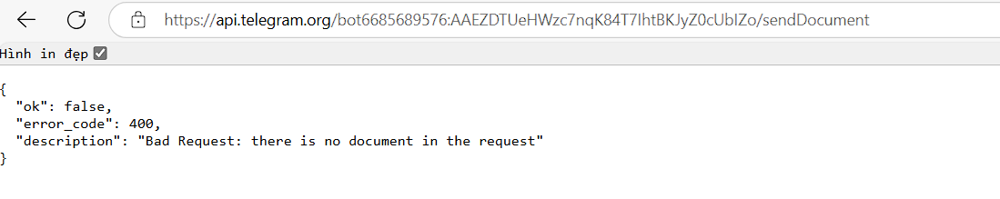 https://api.telegram.org/bot6685689576:AAEZDTUeHWzc7nqK84T7IhtBKJyZ0cUbIZo/sendDocument
Hình in đẹp
{
"ok": false,
"error_code": 400,
"description": "Bad Request: there is no document in the request"
}